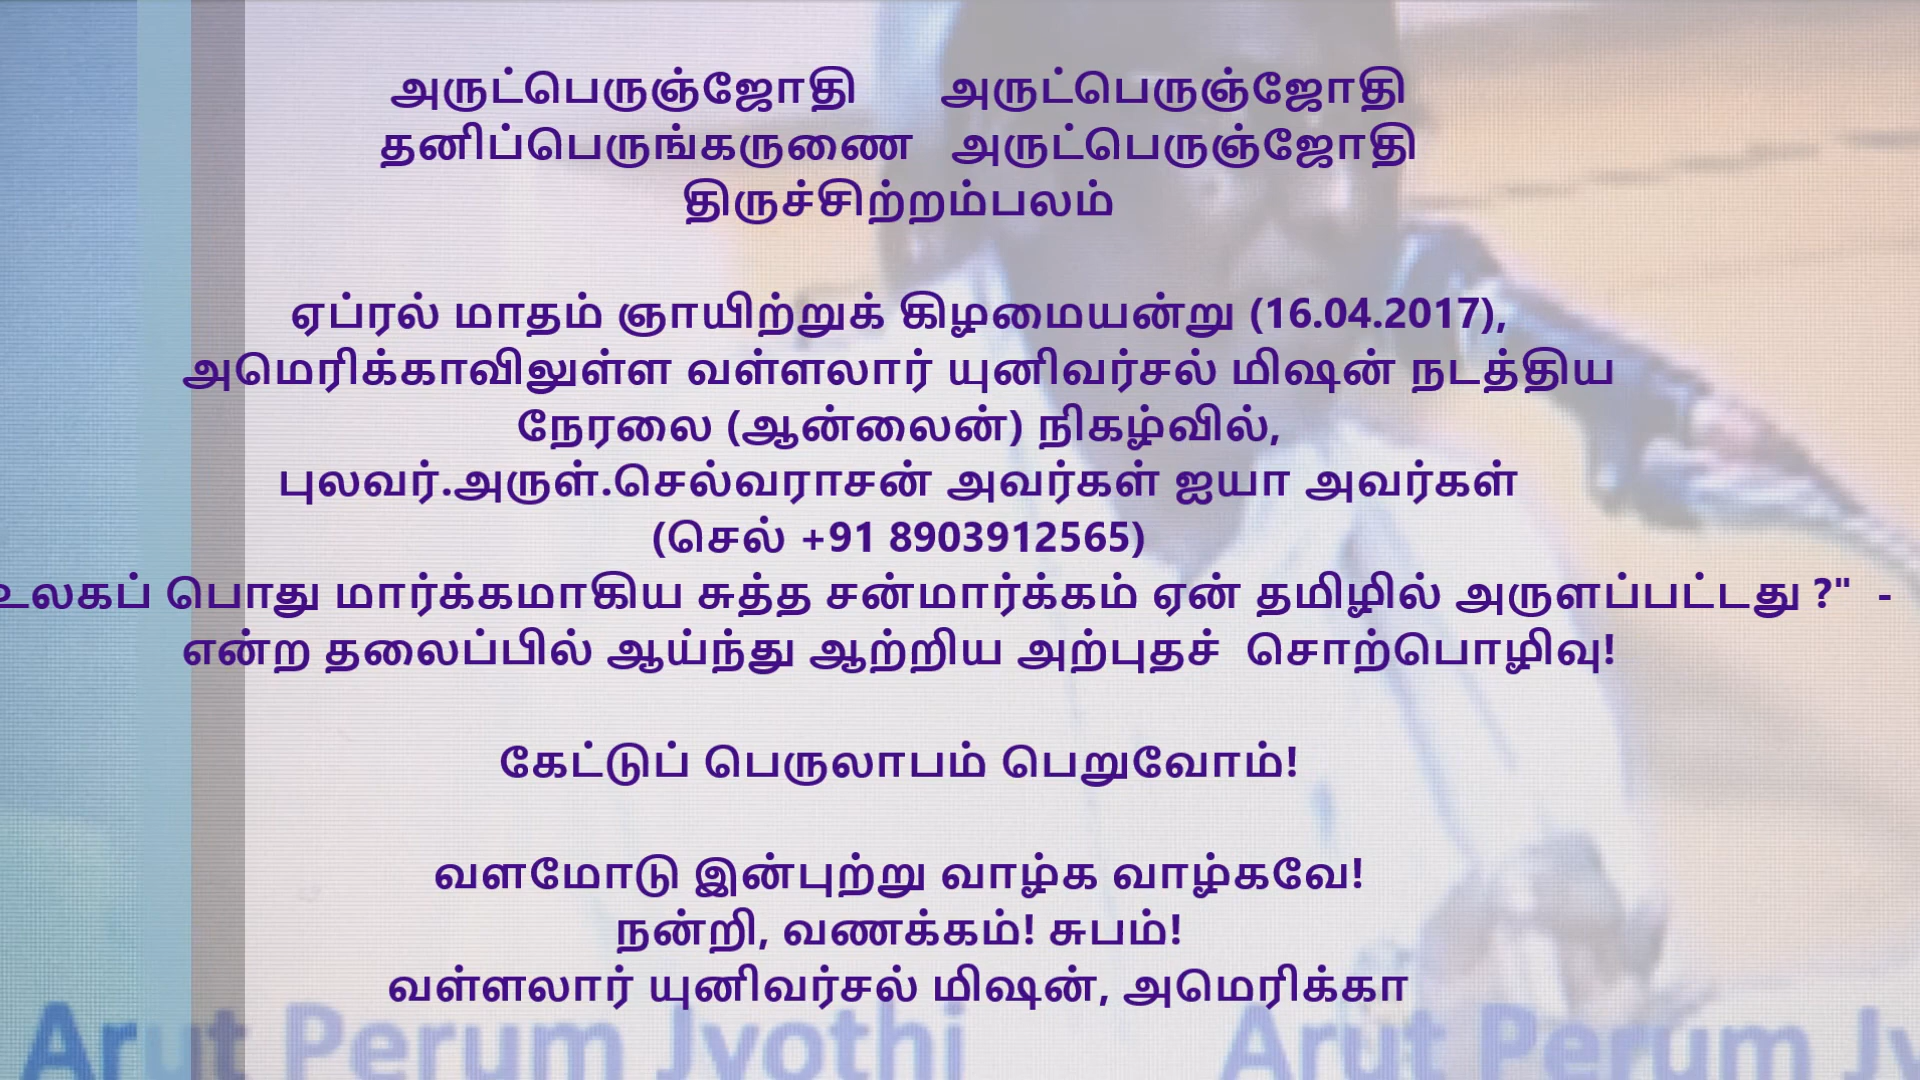 அருட்பெருஞ்ஜோதி அருட்பெருஞ்ஜோதி
தனிப்பெருங்கருணை அருட்பெருஞ்ஜோதி
திருச்சிற்றம்பலம்
ஏப்ரல் மாதம் ஞாயிற்றுக் கிழமையன்று (16.04.2017),
அமெரிக்காவிலுள்ள வள்ளலார் யுனிவர்சல் மிஷன் நடத்திய
நேரலை (ஆன்லைன்) நிகழ்வில்,
புலவர்.அருள்.செல்வராசன் அவர்கள் ஐயா அவர்கள்
(செல் +91 8903912565)
உலகப் பொது மார்க்கமாகிய சுத்த சன்மார்க்கம் ஏன் தமிழில் அருளப்பட்டது ?" -
என்ற தலைப்பில் ஆய்ந்து ஆற்றிய அற்புதச் சொற்பொழிவு!
கேட்டுப் பெருலாபம் பெறுவோம்!
வளமோடு இன்புற்று வாழ்க வாழ்கவே!
நன்றி, வணக்கம்! சுபம்!
வள்ளலார் யுனிவர்சல் மிஷன், அமெரிக்கா
Arut Perum Jyothi Arut Perum Jy